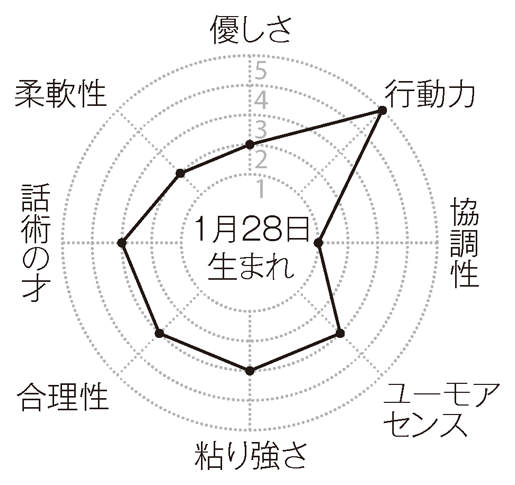 優しさ
行動力
協
調
性
ユーモア
センス
粘り強さ
合理性
話
術
の
才
柔軟性
5
4
3
2
1
1月28日
生まれ